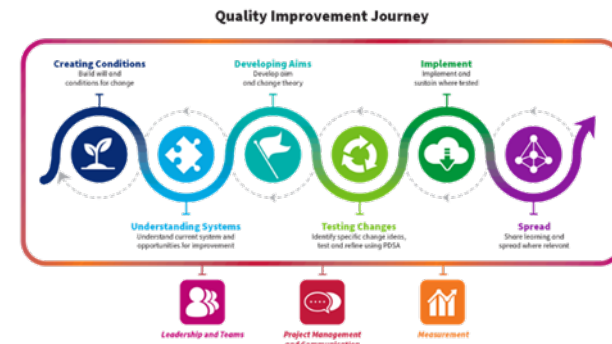 Quality Improvement Journey
Creating Conditions
Build will and
conditions for change
Developing Aims
Develop aim
and change theory
Implement
Implement and
sustain where tested
Understanding Systems
Understand current system and
opportunities for improvement
Testing Changes
Identify specific change ideas,
test and refine using PDSA
Spread
Share learning and
spread where relevant
Leadership and Teams
Project Management
and Communication
Measurement